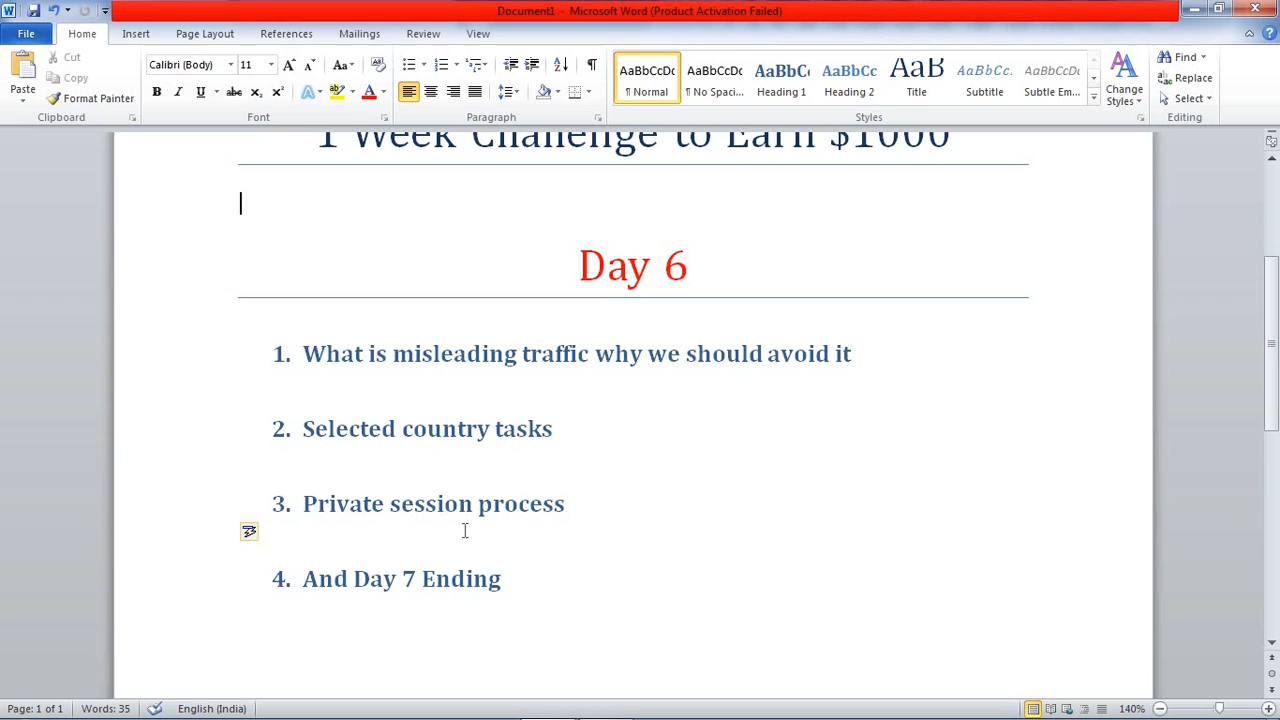 Document1 - Microsoft Word (Product Activation Failed)
File Home Insert Page Layout References Mailings Review View
Paste
Cut
Copy
Format Painter
Clipboard
Calibri (Body) 11
Font
Paragraph
AaBbCcDc AaBbCcDc AaBbCc AaBbCc AaB AaBbCcDc AaBbCcDc
¶ Normal ¶ No Spaci... Heading 1 Heading 2 Title Subtitle Subtle Em...
Change
Styles
Styles
Find
Replace
Select
Editing
1 Week Challenge to Earn $1000
Day 6
1. What is misleading traffic why we should avoid it
2. Selected country tasks
3. Private session process
4. And Day 7 Ending
Page: 1 of 1 Words: 35 English (India) 140%